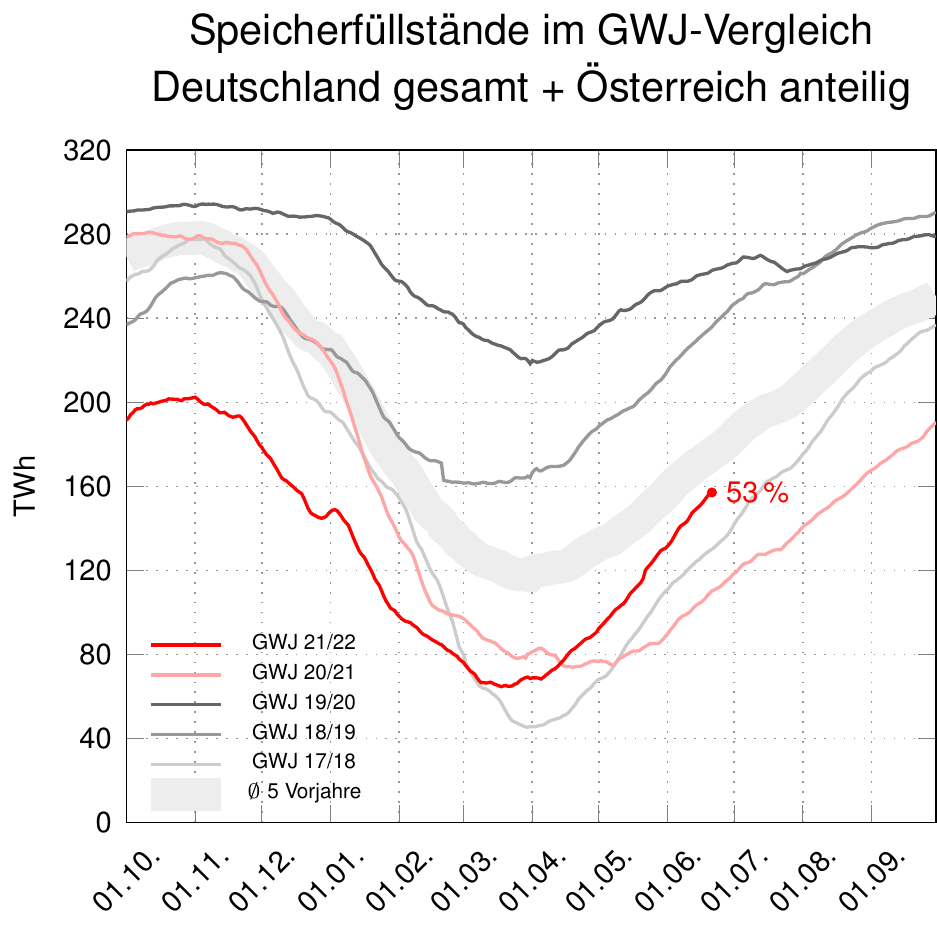 Speicherfüllstände im GWJ-Vergleich
Deutschland gesamt + Österreich anteilig
TWh
320
280
240
200
160
120
80
40
0
53 %
GWJ 21/22
GWJ 20/21
GWJ 19/20
GWJ 18/19
GWJ 17/18
Ø 5 Vorjahre
01.10.
01.11.
01.12.
01.01.
01.02.
01.03.
01.04.
01.05.
01.06.
01.07.
01.08.
01.09.